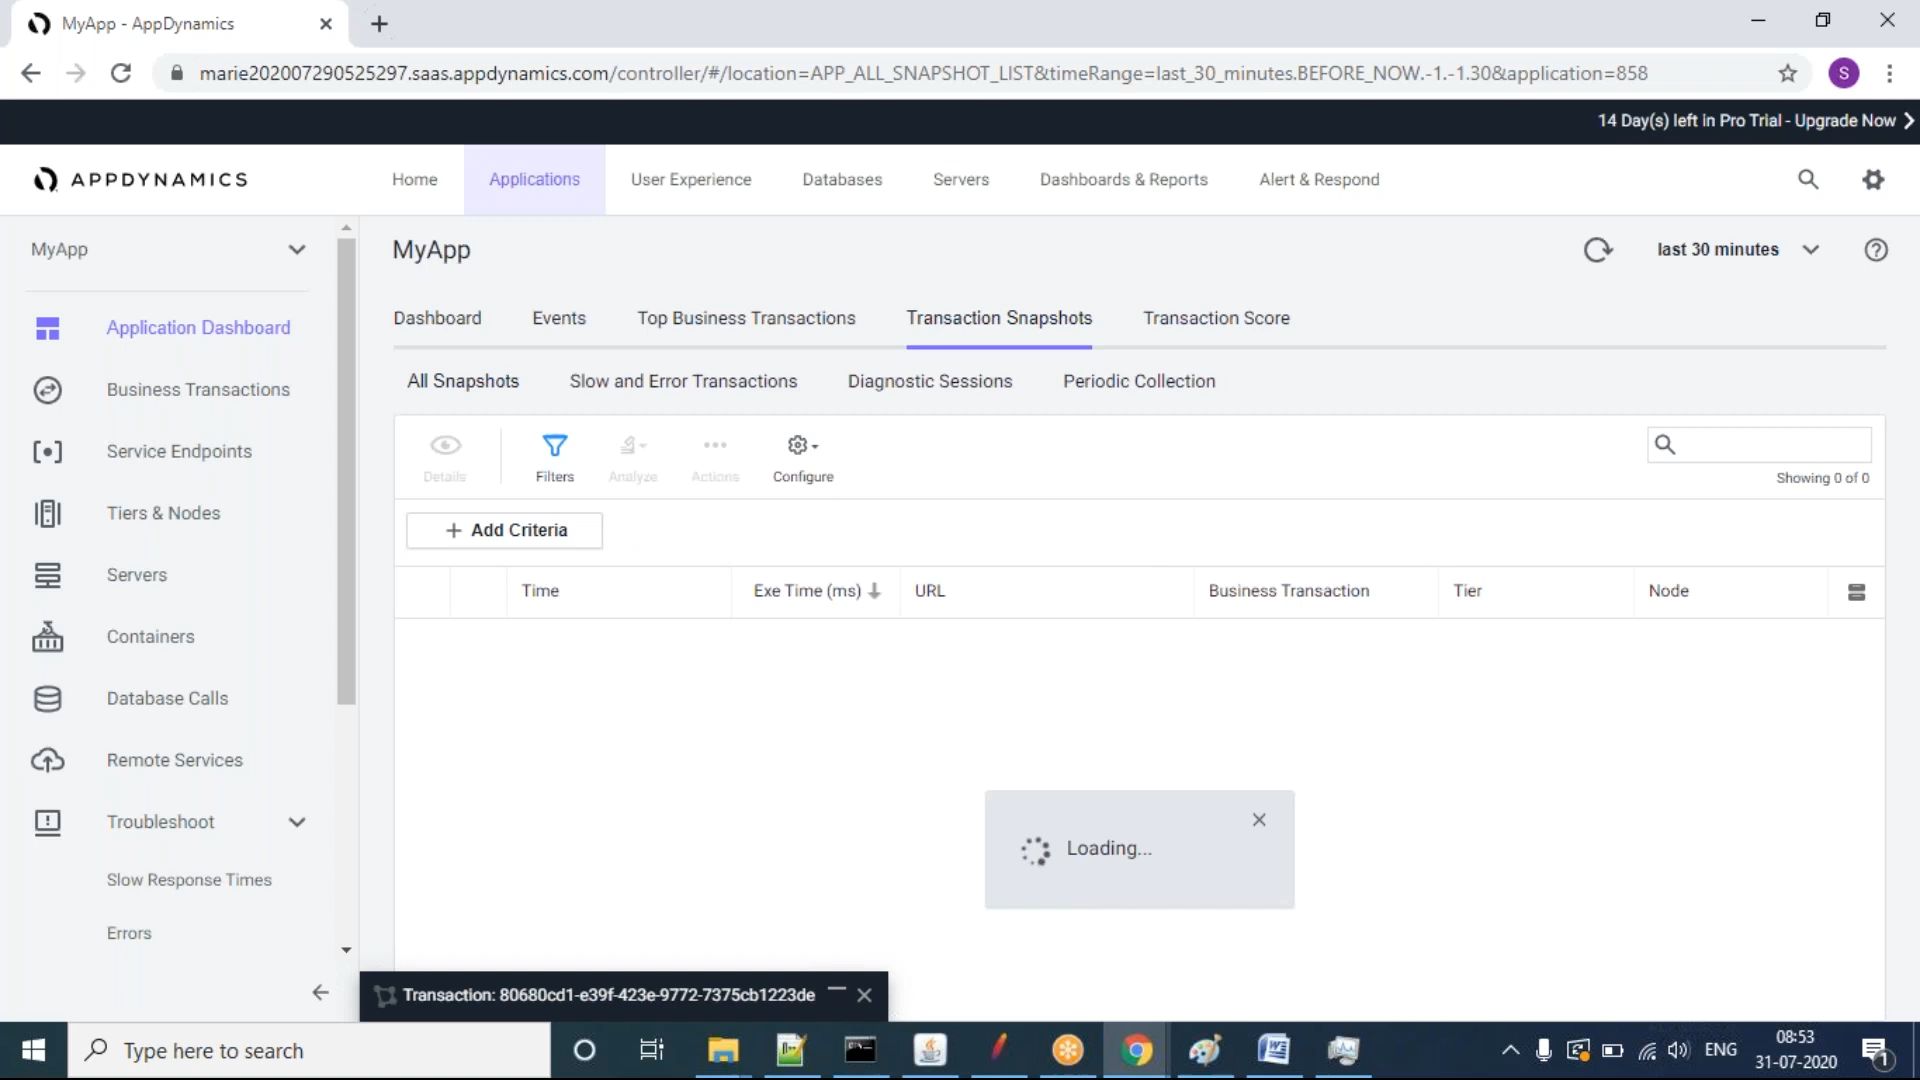 MyApp - AppDynamics
marie202007290525297.saas.appdynamics.com/controller/#/location=APP_ALL_SNAPSHOT_LIST&timeRange=last_30_minutes.BEFORE_NOW.-1.-1.30&application=858
S
14 Day(s) left in Pro Trial - Upgrade Now
APPDYNAMICS
Home
Applications
User Experience
Databases
Servers
Dashboards & Reports
Alert & Respond
MyApp
Application Dashboard
Business Transactions
Service Endpoints
Tiers & Nodes
Servers
Containers
Database Calls
Remote Services
Troubleshoot
Slow Response Times
Errors
MyApp
last 30 minutes
Dashboard
Events
Top Business Transactions
Transaction Snapshots
Transaction Score
All Snapshots
Slow and Error Transactions
Diagnostic Sessions
Periodic Collection
Details
Filters
Analyze
Actions
Configure
Showing 0 of 0
+ Add Criteria
Time
Exe Time (ms)
URL
Business Transaction
Tier
Node
Loading...
Transaction: 80680cd1-e39f-423e-9772-7375cb1223de
Type here to search
ENG
08:53
31-07-2020
1